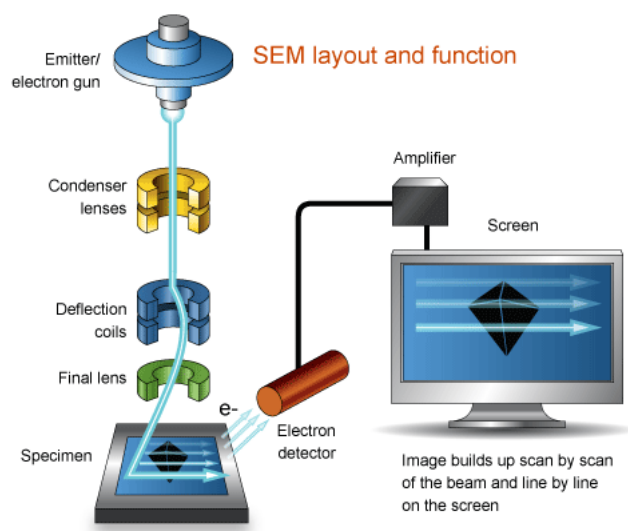 SEM layout and function
Emitter/
electron gun
Condenser
lenses
Deflection
coils
Final lens
Specimen
e-
Electron
detector
Amplifier
Screen
Image builds up scan by scan
of the beam and line by line
on the screen